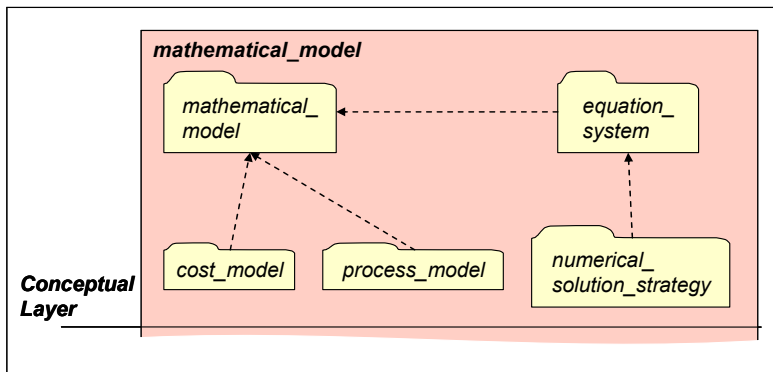 mathematical_model
mathematical_
model
equation_
system
cost_model
process_model
numerical_
solution_strategy
Conceptual
Layer